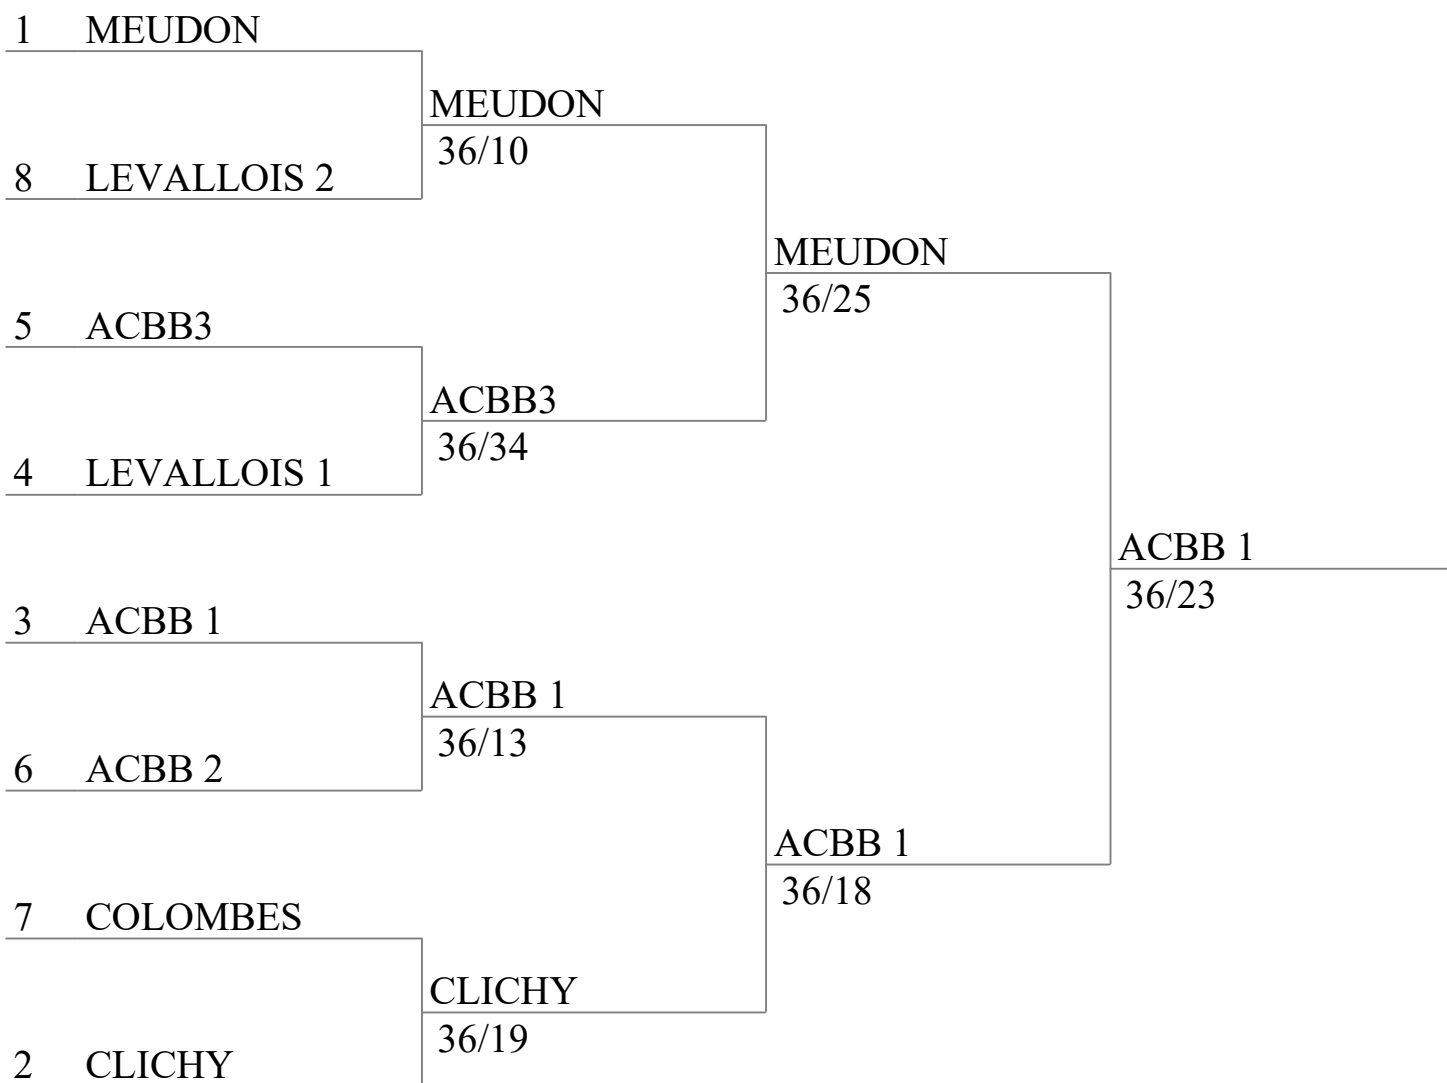 1 MEUDON
MEUDON
36/10
8 LEVALLOIS 2
MEUDON
36/25
5 ACBB3
ACBB3
36/34
4 LEVALLOIS 1
ACBB 1
36/23
3 ACBB 1
ACBB 1
36/13
6 ACBB 2
ACBB 1
36/18
7 COLOMBES
CLICHY
36/19
2 CLICHY